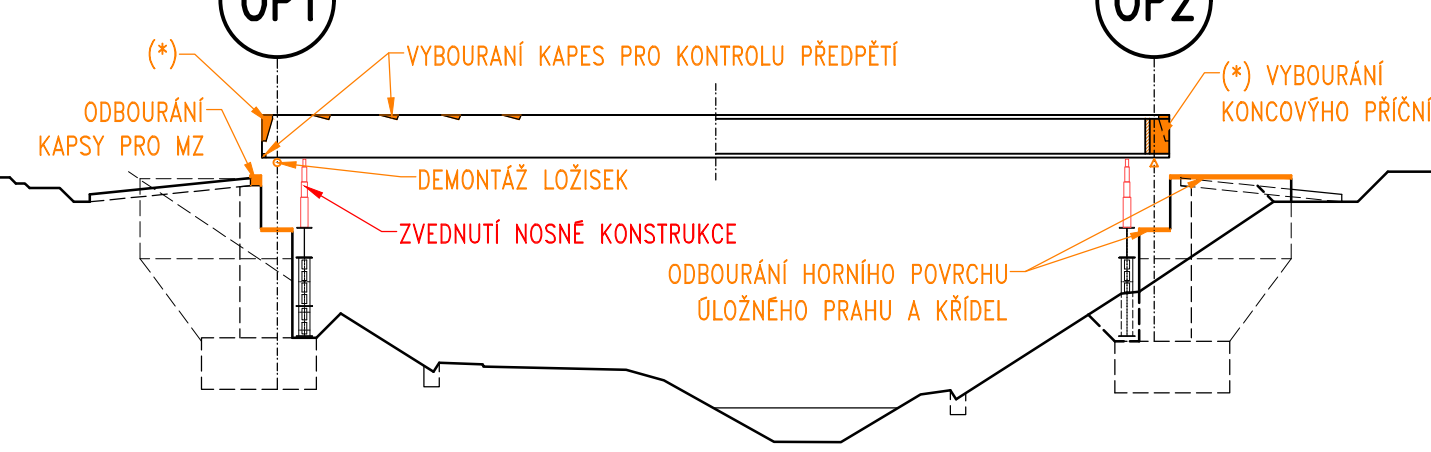 OP1
OP2
(*)
VYBOURANÍ KAPES PRO KONTROLU PŘEDPĚTÍ
(*) VYBOURÁNÍ
KONCOVÝHO PŘÍČNÍ
ODBOURÁNÍ
KAPSY PRO MZ
DEMONTÁŽ LOŽISEK
ZVEDNUTÍ NOSNÉ KONSTRUKCE
ODBOURÁNÍ HORNÍHO POVRCHU
ÚLOŽNÉHO PRAHU A KŘÍDEL